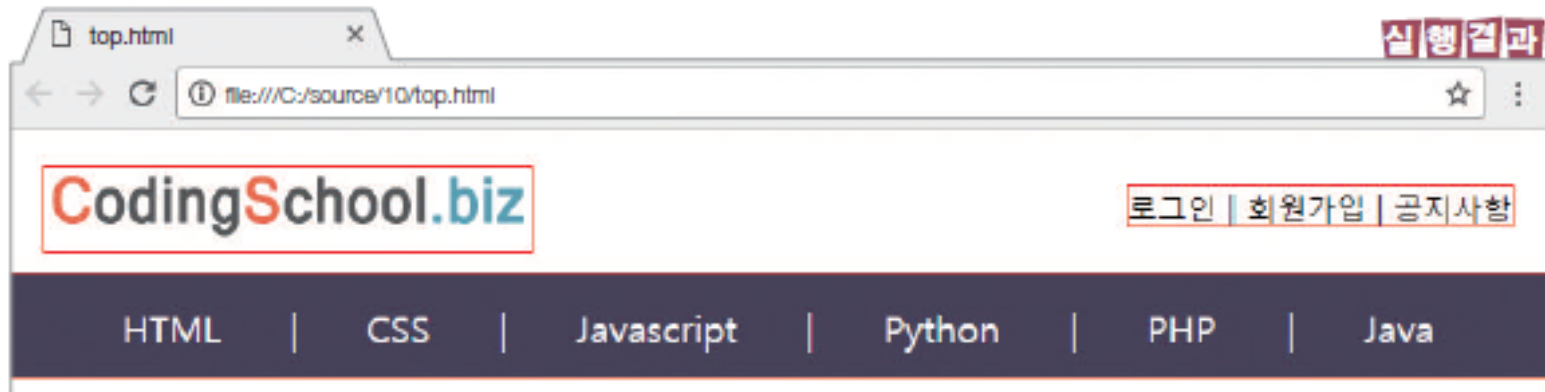 top.html
실행결과
file:///C:/source/10/top.html
CodingSchool.biz
로그인 | 회원가입 | 공지사항
HTML | CSS | Javascript | Python | PHP | Java